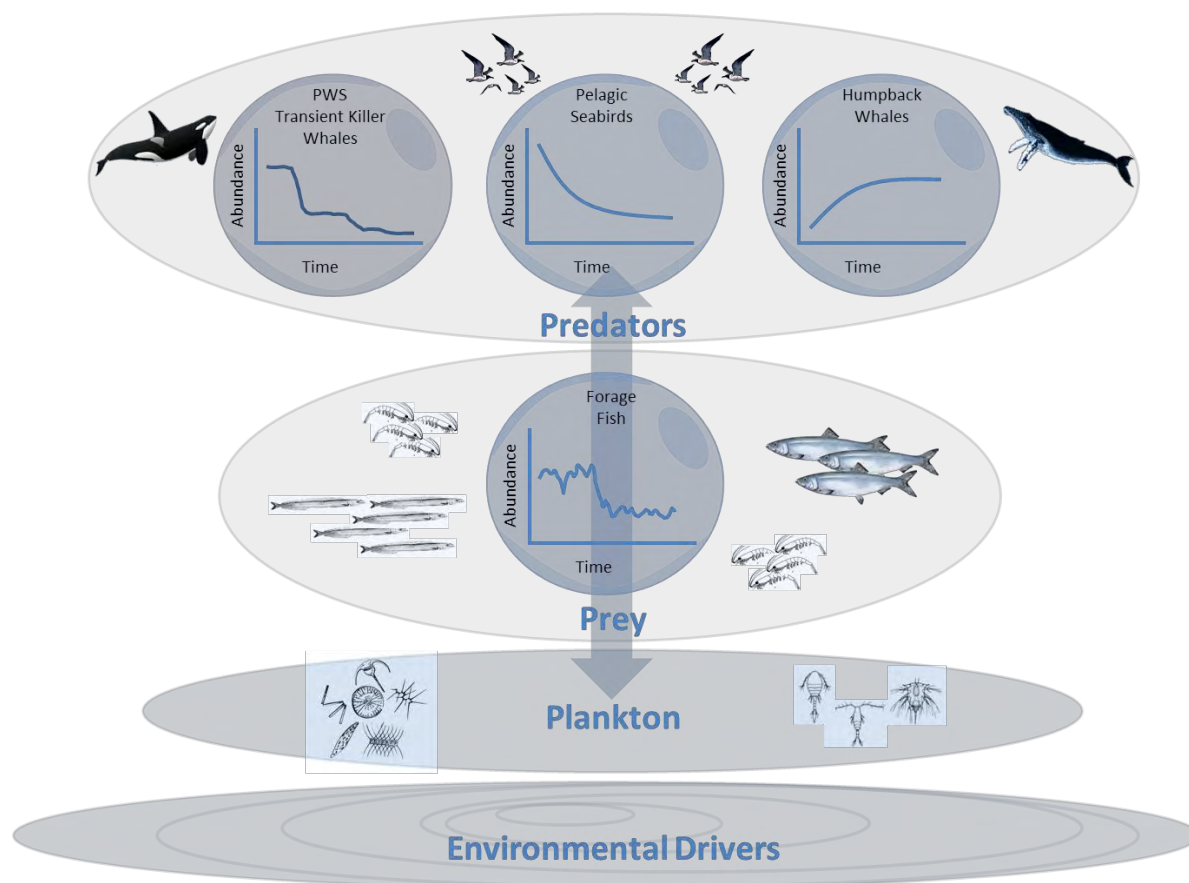 PWS
Transient Killer
Whales
Abundance
Time
Pelagic
Seabirds
Abundance
Time
Humpback
Whales
Abundance
Time
Predators
Forage
Fish
Abundance
Time
Prey
Plankton
Environmental Drivers